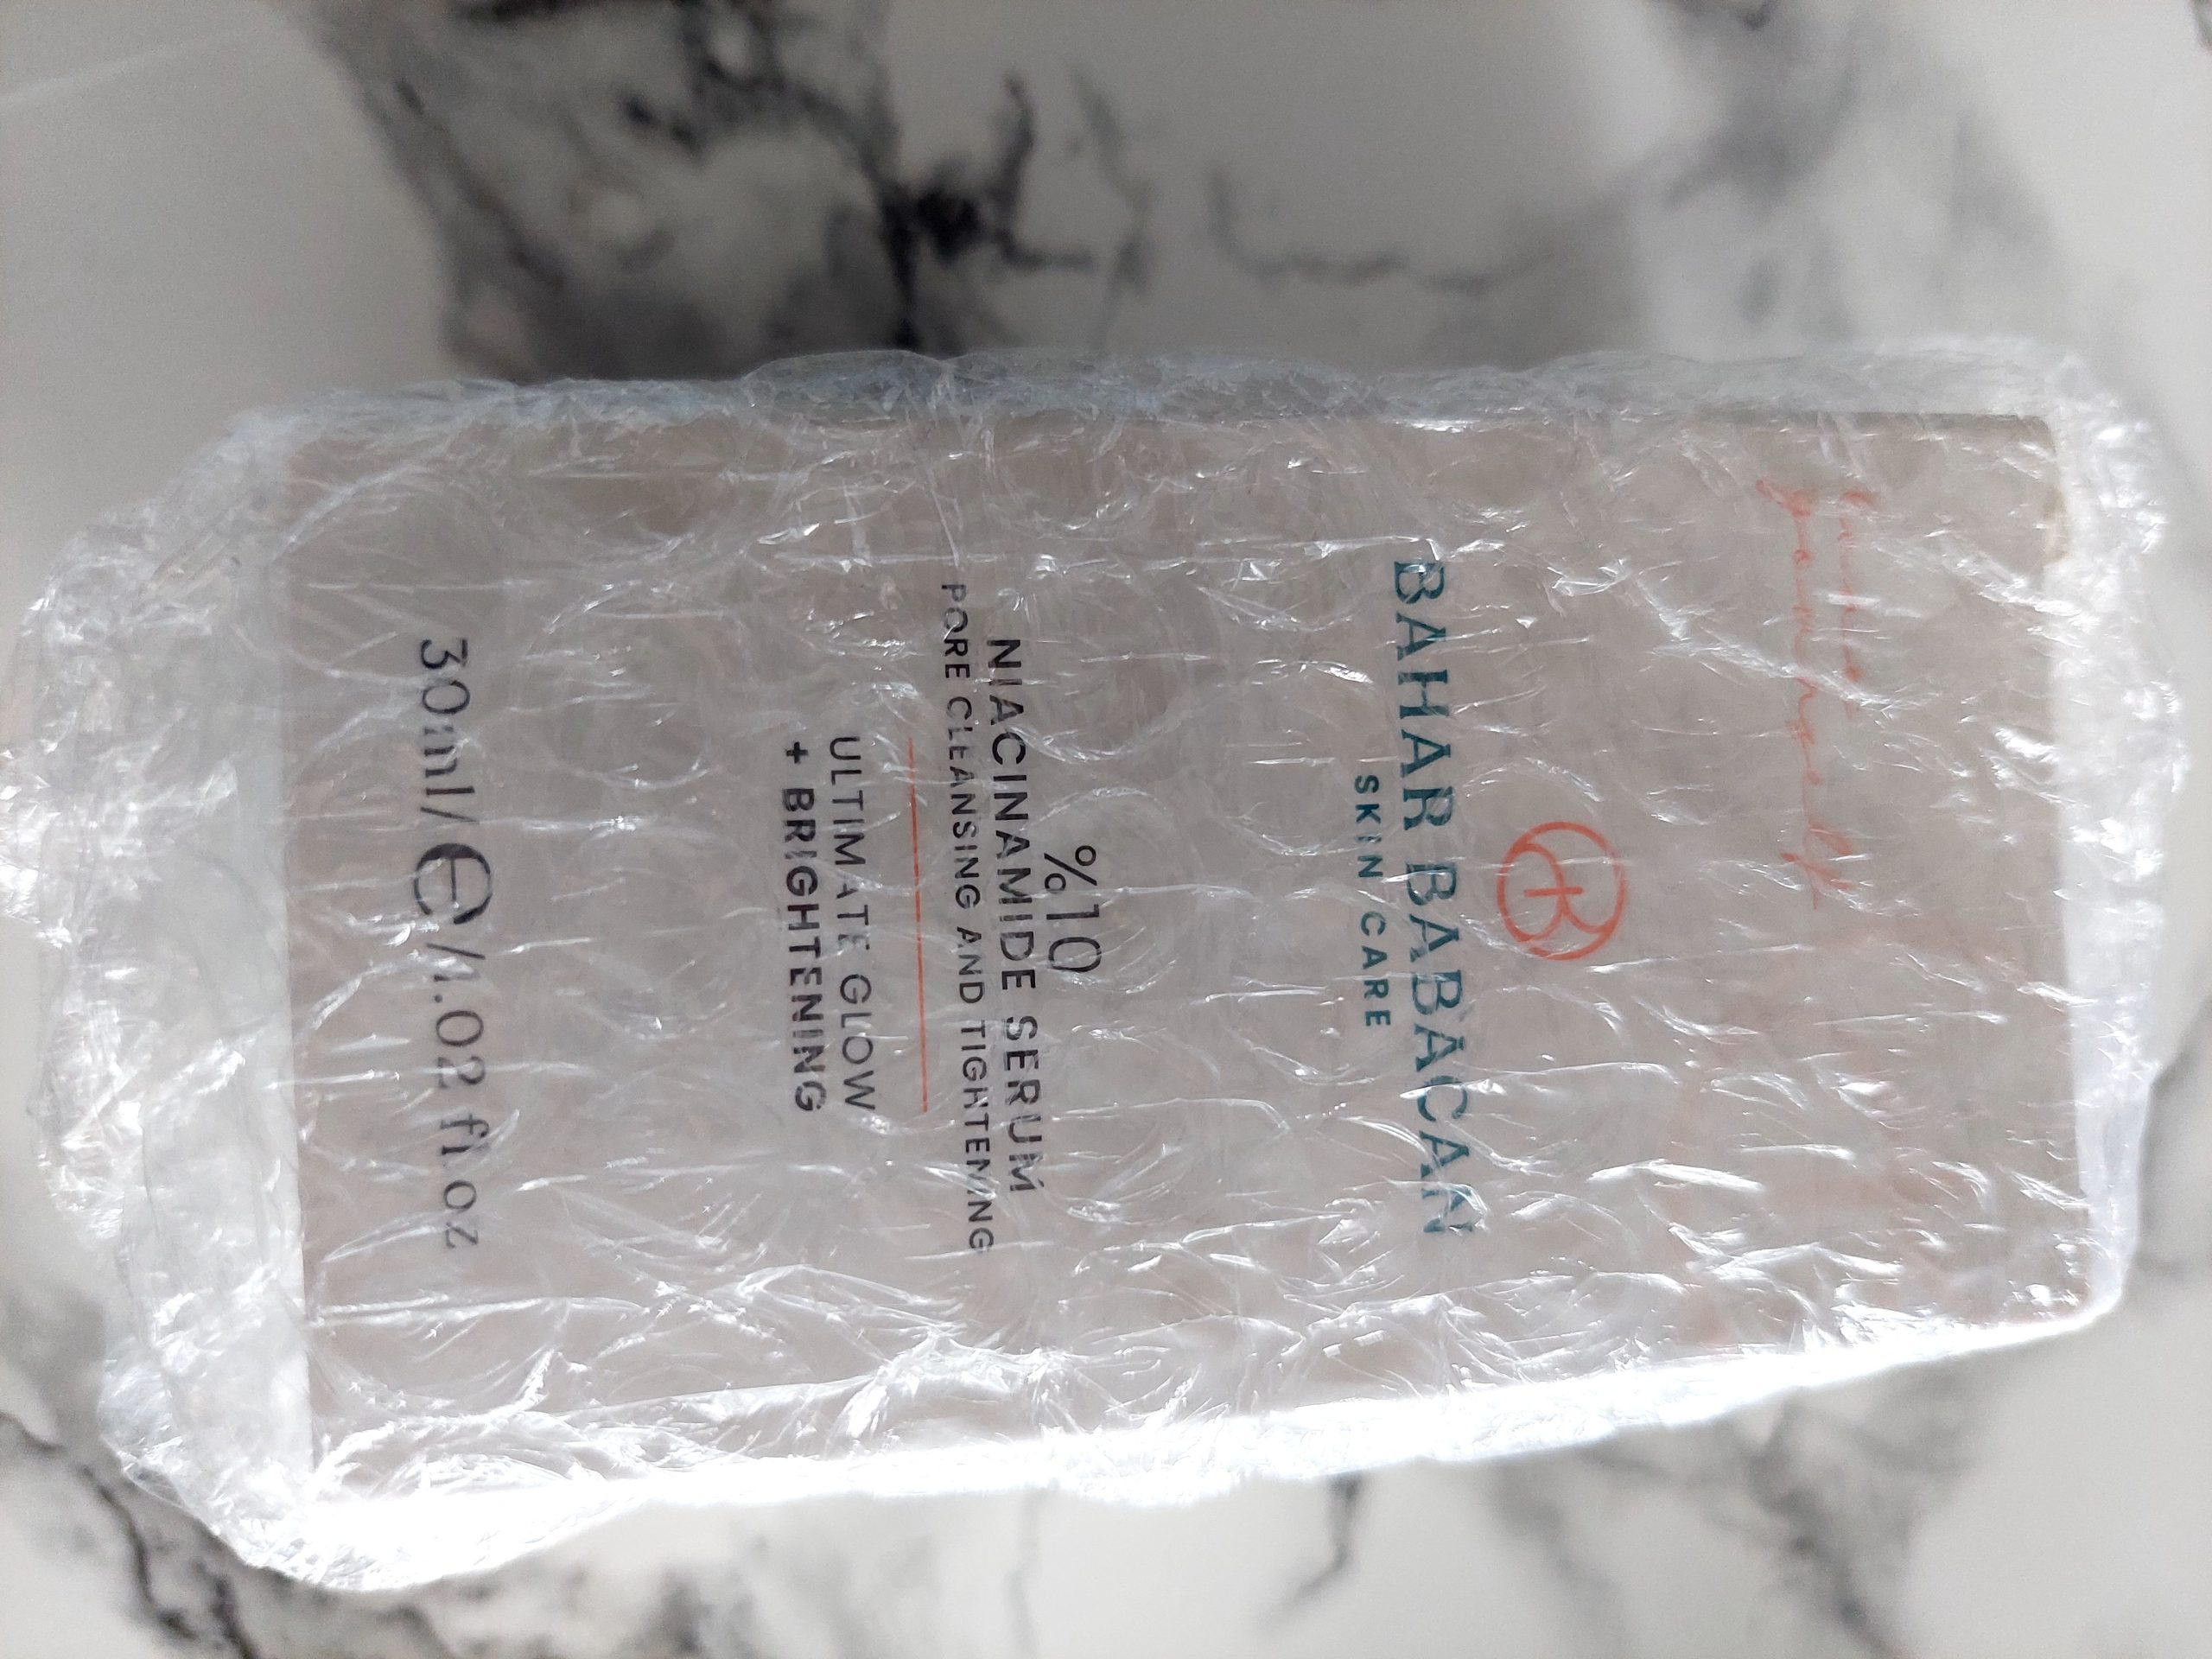 yourself
BAHAR BABACAN
SKIN CARE
%10
NIACINAMIDE SERUM
PORE CLEANSING AND TIGHTENING
ULTIMATE GLOW
+ BRIGHTENING
30ml/℮/1.02 fl.oz